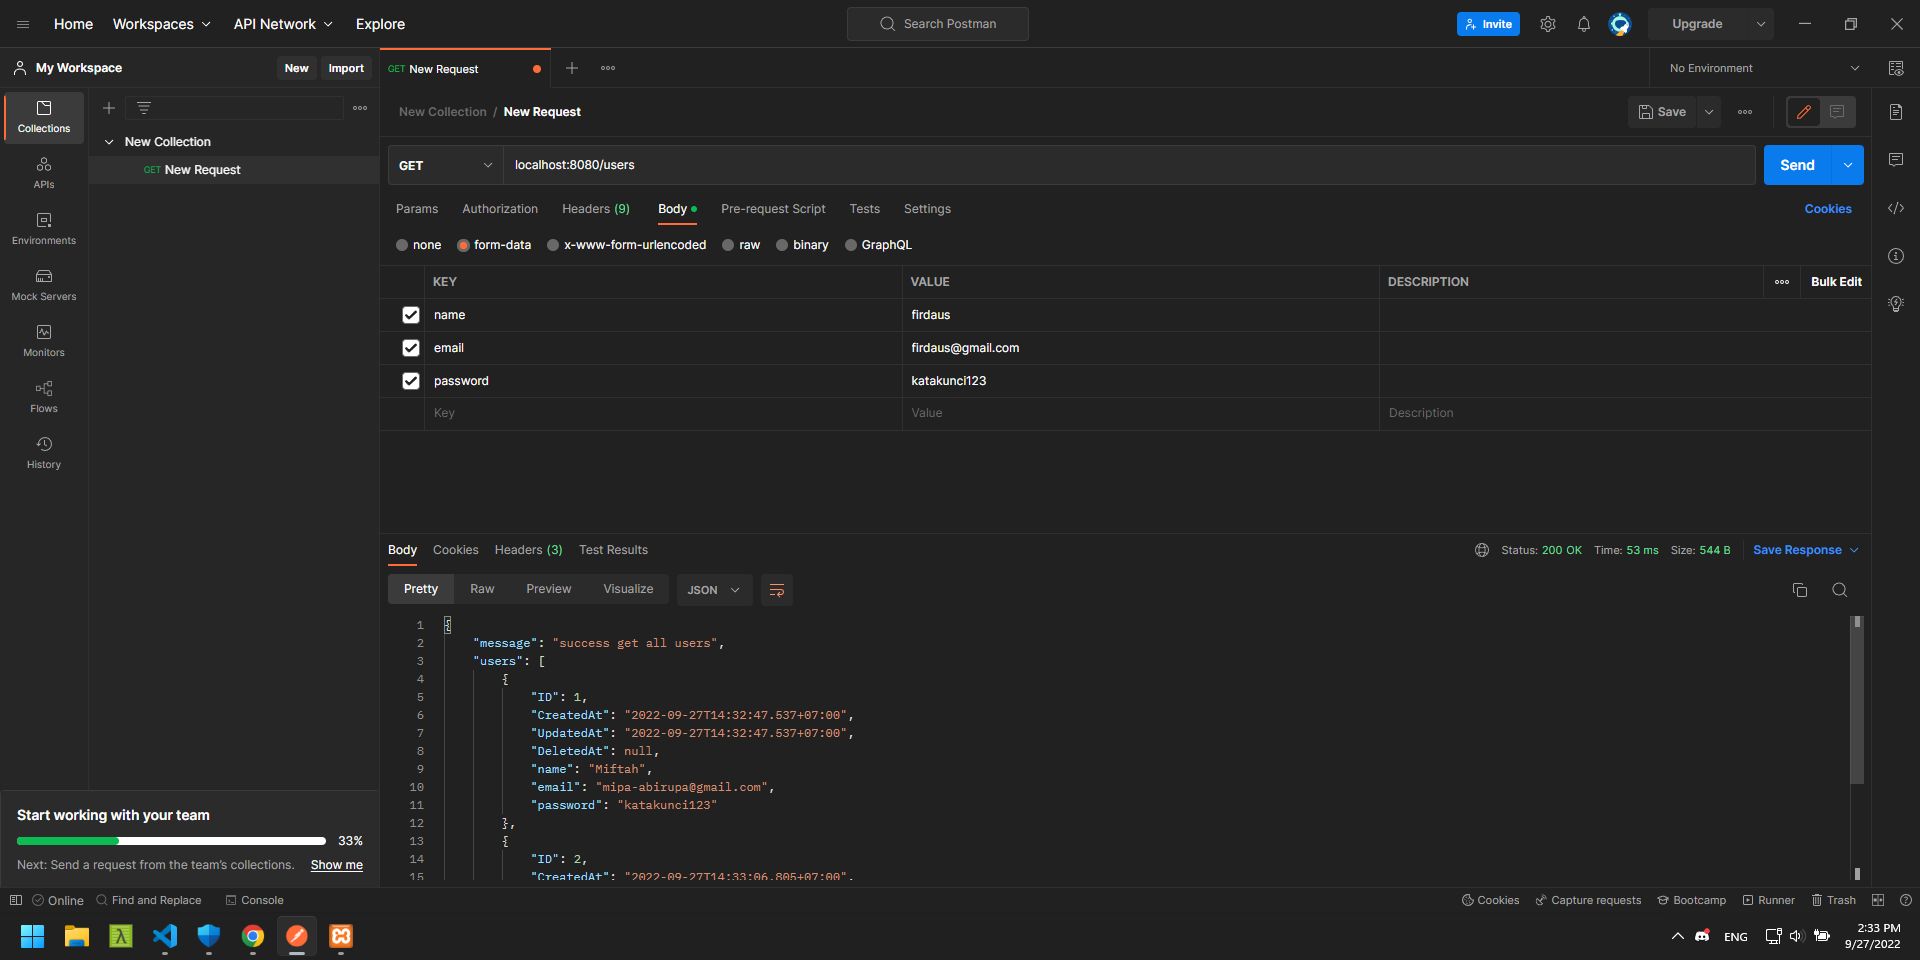 Home Workspaces API Network Explore
Search Postman
Invite Upgrade
My Workspace New Import
GET New Request
No Environment
New Collection / New Request
Save
Collections
APIs
Environments
Mock Servers
Monitors
Flows
History
New Collection
GET New Request
GET localhost:8080/users Send
Params Authorization Headers (9) Body Pre-request Script Tests Settings Cookies
none form-data x-www-form-urlencoded raw binary GraphQL
KEY VALUE DESCRIPTION Bulk Edit
name firdaus
email firdaus@gmail.com
password katakunci123
Key Value Description
Body Cookies Headers (3) Test Results Status: 200 OK Time: 53 ms Size: 544 B Save Response
Pretty Raw Preview Visualize JSON
1 {
2 "message": "success get all users",
3 "users": [
4 {
5 "ID": 1,
6 "CreatedAt": "2022-09-27T14:32:47.537+07:00",
7 "UpdatedAt": "2022-09-27T14:32:47.537+07:00",
8 "DeletedAt": null,
9 "name": "Miftah",
10 "email": "mipa-abirupa@gmail.com",
11 "password": "katakunci123"
12 },
13 {
14 "ID": 2,
15 "CreatedAt": "2022-09-27T14:33:06.805+07:00",
Start working with your team
33%
Next: Send a request from the team's collections. Show me
Online Find and Replace Console
Cookies Capture requests Bootcamp Runner Trash
ENG
2:33 PM
9/27/2022